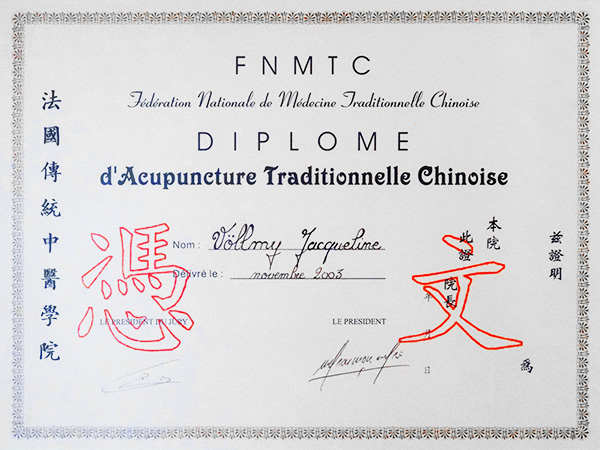 FNMTC
Fédération Nationale de Médecine Traditionnelle Chinoise
DIPLOME
d'Acupuncture Traditionnelle Chinoise
法國傳統中醫學院
Nom : Völlmy Jacqueline
Délivré le : novembre 2003
LE PRESIDENT DU JURY
LE PRESIDENT
憑
文
茲證明
為
本院
此證
院長
年月日